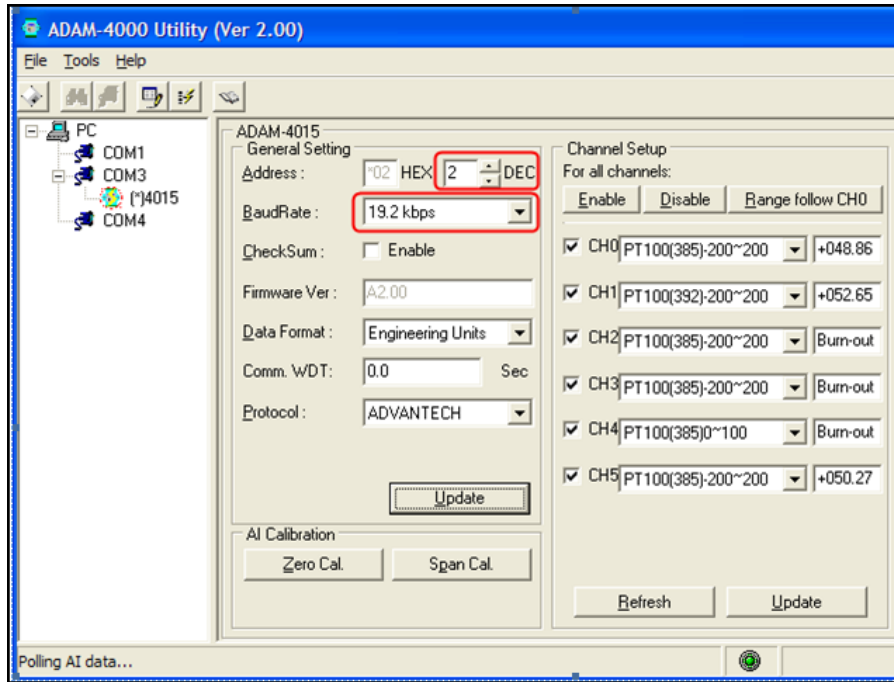 ADAM-4000 Utility (Ver 2.00)
File Tools Help
PC
COM1
COM3
(*)4015
COM4
ADAM-4015
General Setting
Address : *02 HEX 2 DEC
BaudRate : 19.2 kbps
CheckSum : Enable
Firmware Ver : A2.00
Data Format : Engineering Units
Comm. WDT: 0.0 Sec
Protocol : ADVANTECH
Update
AI Calibration
Zero Cal. Span Cal.
Channel Setup
For all channels:
Enable Disable Range follow CH0
CH0 PT100(385)-200~200 +048.86
CH1 PT100(392)-200~200 +052.65
CH2 PT100(385)-200~200 Burn-out
CH3 PT100(385)-200~200 Burn-out
CH4 PT100(385)0~100 Burn-out
CH5 PT100(385)-200~200 +050.27
Refresh Update
Polling AI data...